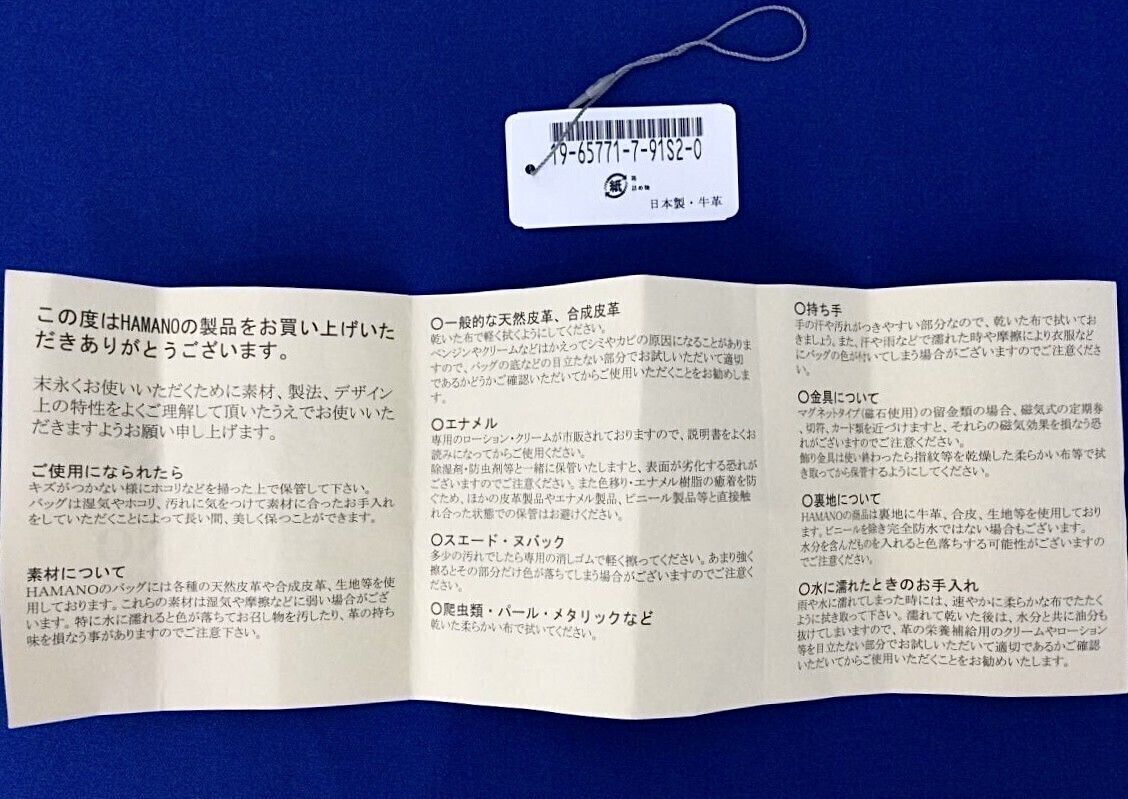 19-65771-7-91S2-0
紙
日本製・牛革
この度はHAMANOの製品をお買い上げいた
だきありがとうございます。
末永くお使いいただくために素材、製法、デザイン
上の特性をよくご理解して頂いたうえでお使いいた
だきますようお願い申し上げます。
ご使用になられたら
キズがつかない様にホコリなどを掃った上で保管して下さい。
バッグは湿気やホコリ、汚れに気をつけて素材に合ったお手入れ
をしていただくことによって長い間、美しく保つことができます。
素材について
HAMANOのバッグには各種の天然皮革や合成皮革、生地等を使
用しております。これらの素材は湿気や摩擦などに弱い場合がござ
います。特に水に濡れると色が落ちてお召し物を汚したり、革の持ち
味を損なう事がありますのでご注意下さい。
〇一般的な天然皮革、合成皮革
乾いた布で軽く拭くようにしてください。
ベンジンやクリームなどはかえってシミやカビの原因になることがありま
すので、バッグの底などの目立たない部分でお試しいただいて適切
であるかどうかご確認いただいてからご使用いただくことをお勧めしま
す。
〇エナメル
専用のローション・クリームが市販されておりますので、説明書をよくお
読みになってからご使用ください。
除湿剤・防虫剤等と一緒に保管いたしますと、表面が劣化する恐れが
ございますのでご注意ください。また色移り・エナメル樹脂の癒着を防
ぐため、ほかの皮革製品やエナメル製品、ビニール製品等と直接触
れ合った状態での保管はお避けください。
〇スエード・ヌバック
多少の汚れでしたら専用の消しゴムで軽く擦ってください。あまり強く
擦るとその部分だけ色が落ちてしまう場合がございますのでご注意く
ださい。
〇爬虫類・パール・メタリックなど
乾いた柔らかい布で拭いてください。
〇持ち手
手の汗や汚れがつきやすい部分なので、乾いた布で拭いてお
きましょう。また、汗や雨などで濡れた時や摩擦により衣服など
にバッグの色が付いてしまう場合がございますのでご注意くださ
い。
〇金具について
マグネットタイプ(磁石使用)の留金類の場合、磁気式の定期券
、切符、カード類を近づけますと、それらの磁気効果を損なう恐
れがございますのでご注意ください。
飾り金具は使い終わったら指紋等を乾燥した柔らかい布等で拭
き取ってから保管するようにしてください。
〇裏地について
HAMANOの商品は裏地に牛革、合皮、生地等を使用しており
ます。ビニールを除き完全防水ではない場合もございます。
水分を含んだものを入れると色落ちする可能性がございますの
でご注意ください。
〇水に濡れたときのお手入れ
雨や水に濡れてしまった時には、速やかに柔らかな布でたたく
ように拭き取って下さい。濡れて乾いた後は、水分と共に油分も
抜けてしまいますので、革の栄養補給用のクリームやローション
等を目立たない部分でお試しいただいて適切であるかご確認
いただいてからご使用いただくことをお勧めいたします。